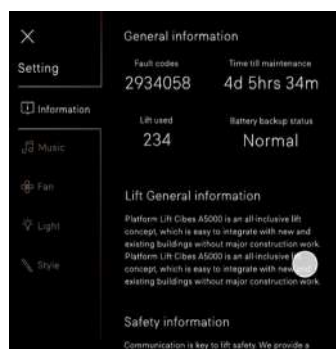 General information
Setting
Fault codes
Time till maintenance
2934058
4d 5hrs 34m
Information
Lift used
Battery backup status
234
Normal
Music
Fan
Light
Style
Lift General information
Platform Lift Cibes A5000 is an all inclusive lift
concept, which is easy to integrate with new and
existing buildings without major construction work.
Platform Lift Cibes A5000 is an all inclusive lift
concept, which is easy to integrate with new and
existing buildings without major construction work.
Safety information
Communication is key to lift safety. We provide a